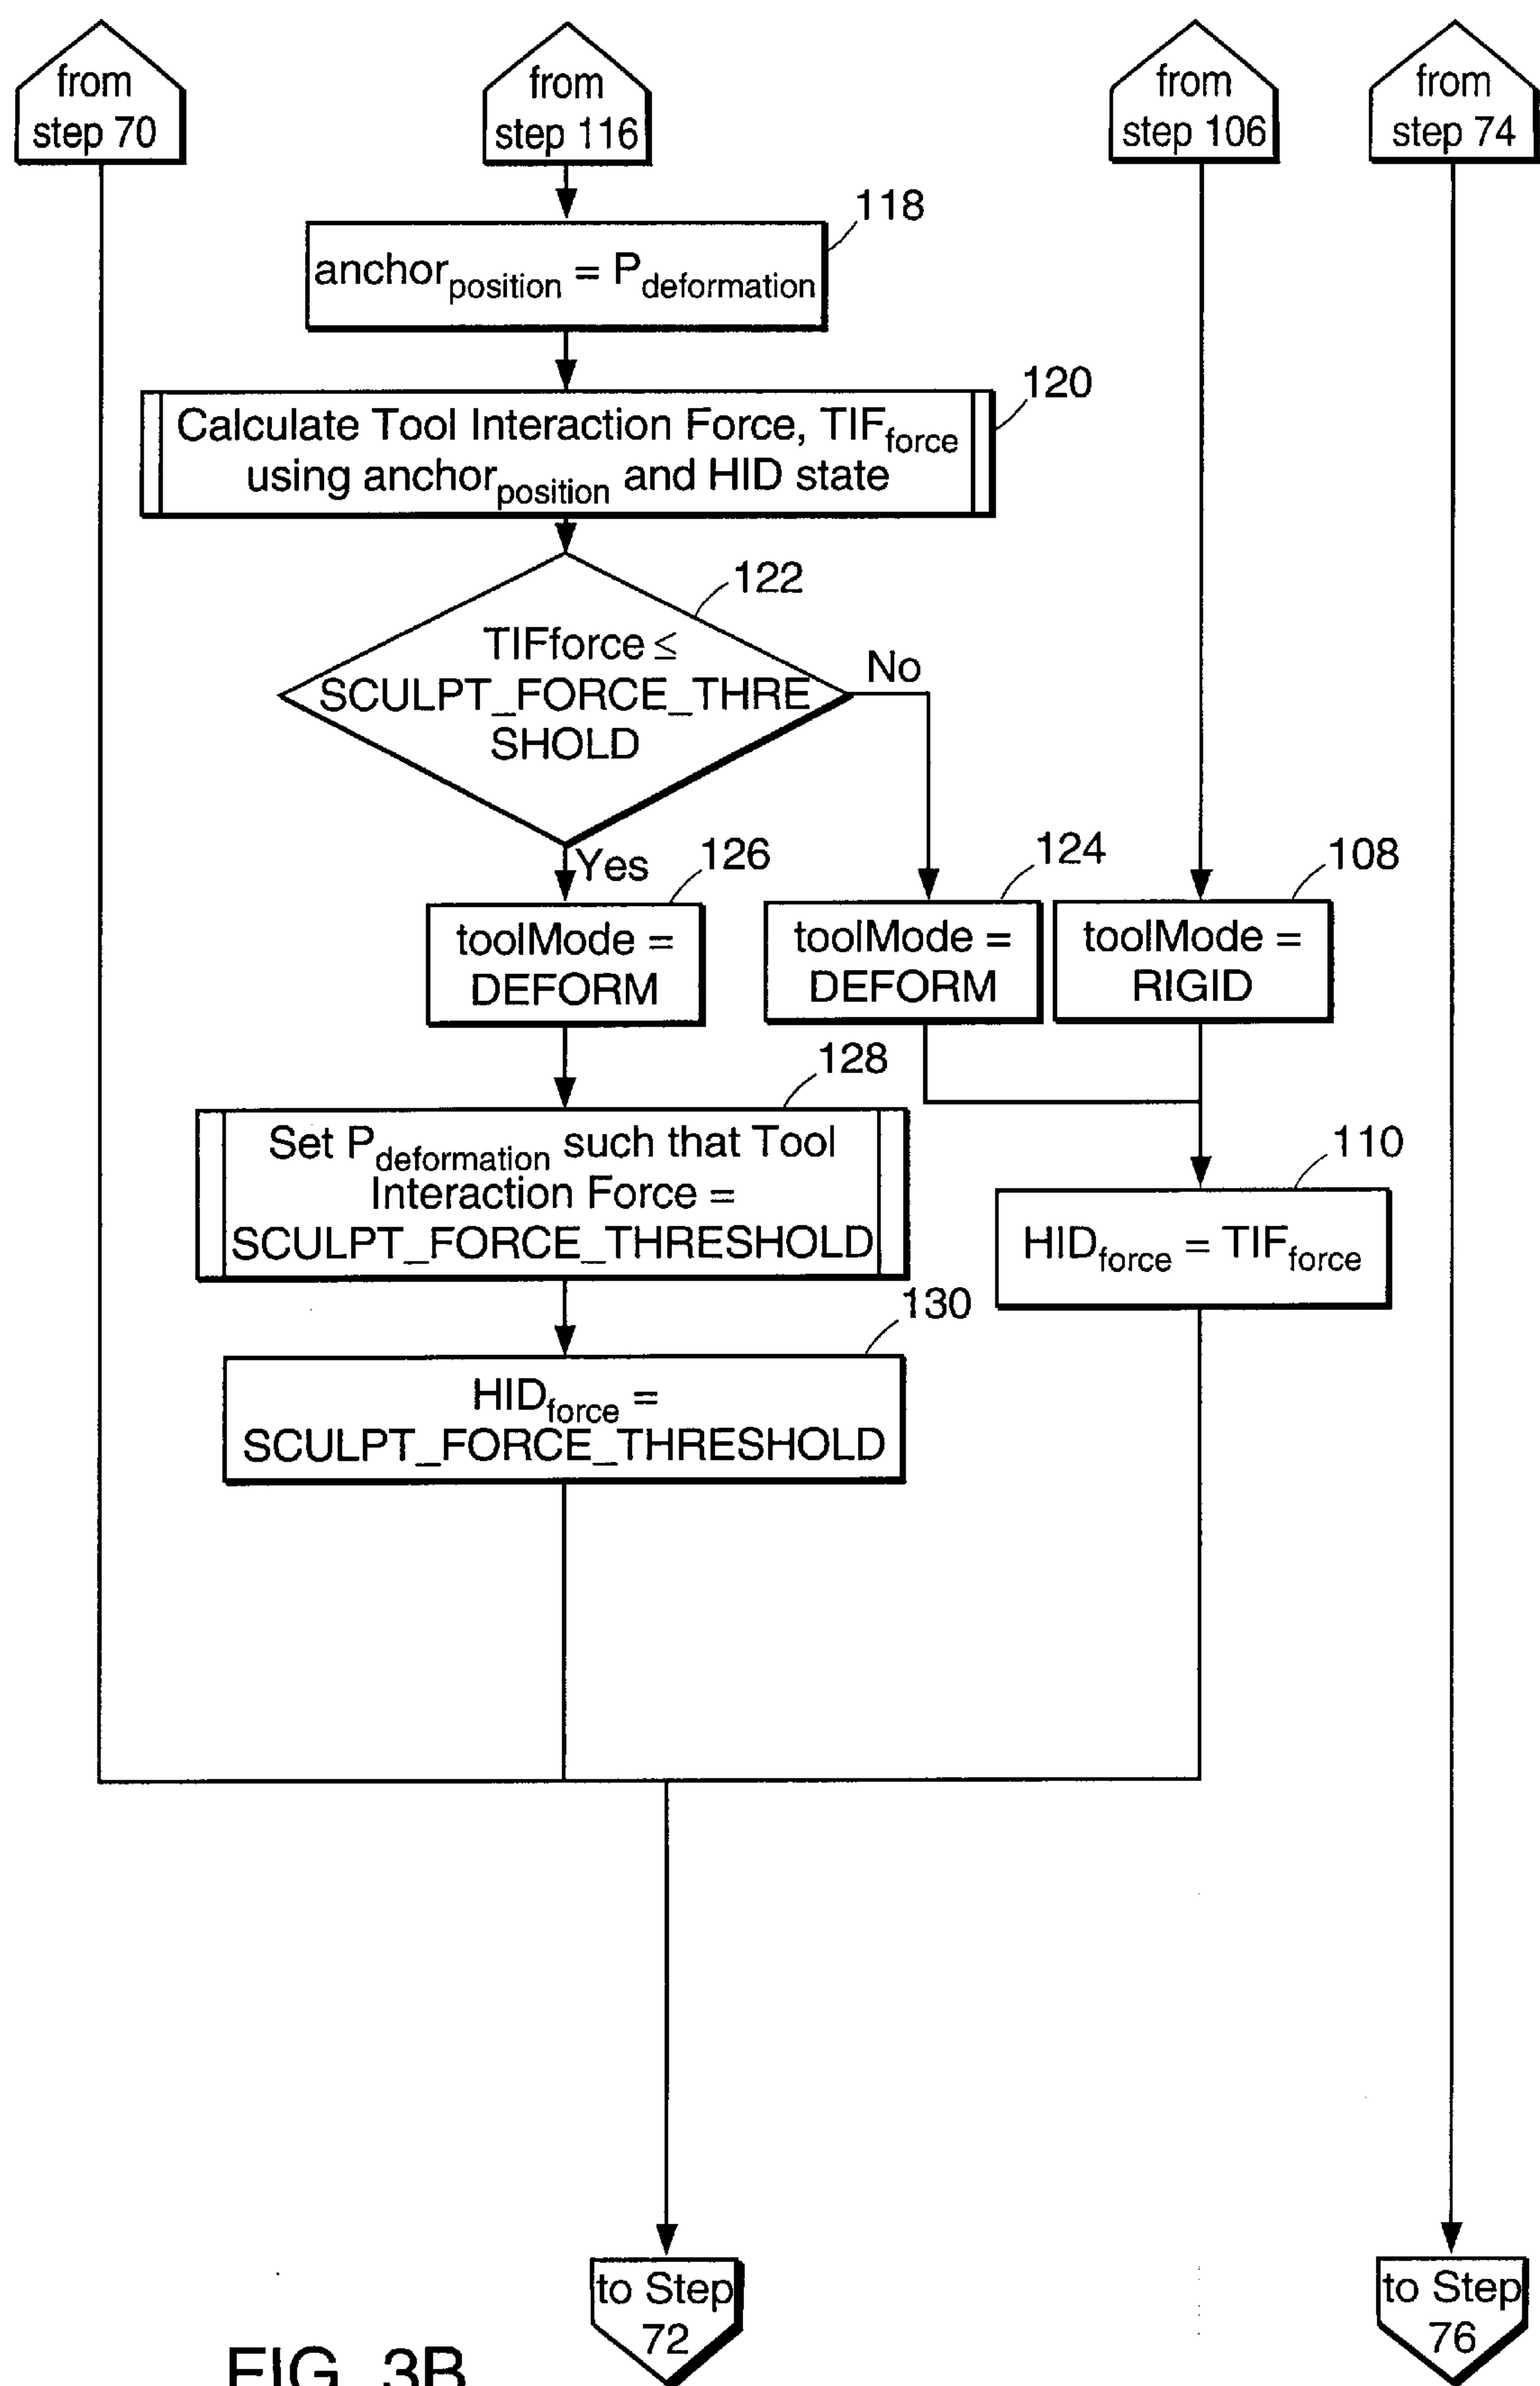 from
step 70
from
step 116
from
step 106
from
step 74
118
anchorposition = Pdeformation
120
Calculate Tool Interaction Force, TIFforce
using anchorposition and HID state
122
TIFforce ≤
SCULPT_FORCE_THRE
SHOLD
No
Yes
126
toolMode =
DEFORM
124
toolMode =
DEFORM
108
toolMode =
RIGID
128
Set Pdeformation such that Tool
Interaction Force =
SCULPT_FORCE_THRESHOLD
110
HIDforce = TIFforce
130
HIDforce =
SCULPT_FORCE_THRESHOLD
to Step
72
to Step
76
FIG. 3B